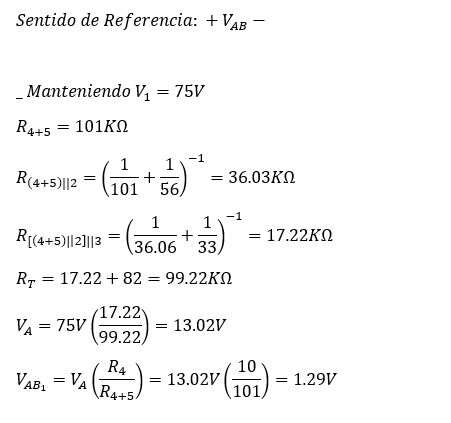 Sentido de Referencia: + V_AB −
_ Manteniendo V_1 = 75V
R_4+5 = 101KΩ
R_(4+5)||2 = (1/101 + 1/56)^−1 = 36.03KΩ
R_[(4+5)||2]||3 = (1/36.06 + 1/33)^−1 = 17.22KΩ
R_T = 17.22 + 82 = 99.22KΩ
V_A = 75V (17.22/99.22) = 13.02V
V_AB_1 = V_A (R_4/R_4+5) = 13.02V (10/101) = 1.29V